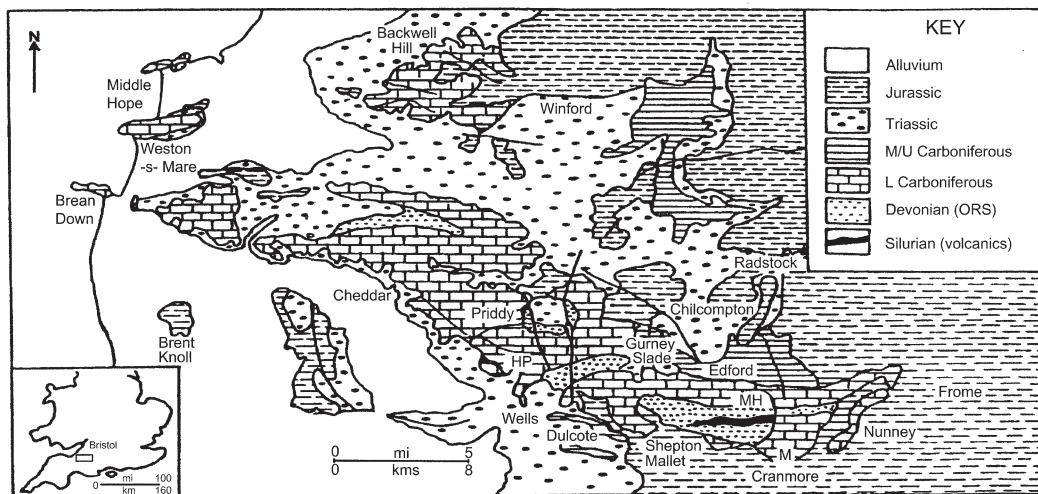 N
Backwell
Hill
Middle
Hope
Winford
Weston
-s- Mare
Brean
Down
Radstock
Cheddar
Priddy
Chilcompton
Brent
Knoll
Gurney
Slade
HP
Edford
MH
Frome
Wells
Dulcote
Shepton
Mallet
M
Nunney
Cranmore
0 mi 5
0 kms 8
Bristol
0 mi 100
km 160
KEY
Alluvium
Jurassic
Triassic
M/U Carboniferous
L Carboniferous
Devonian (ORS)
Silurian (volcanics)